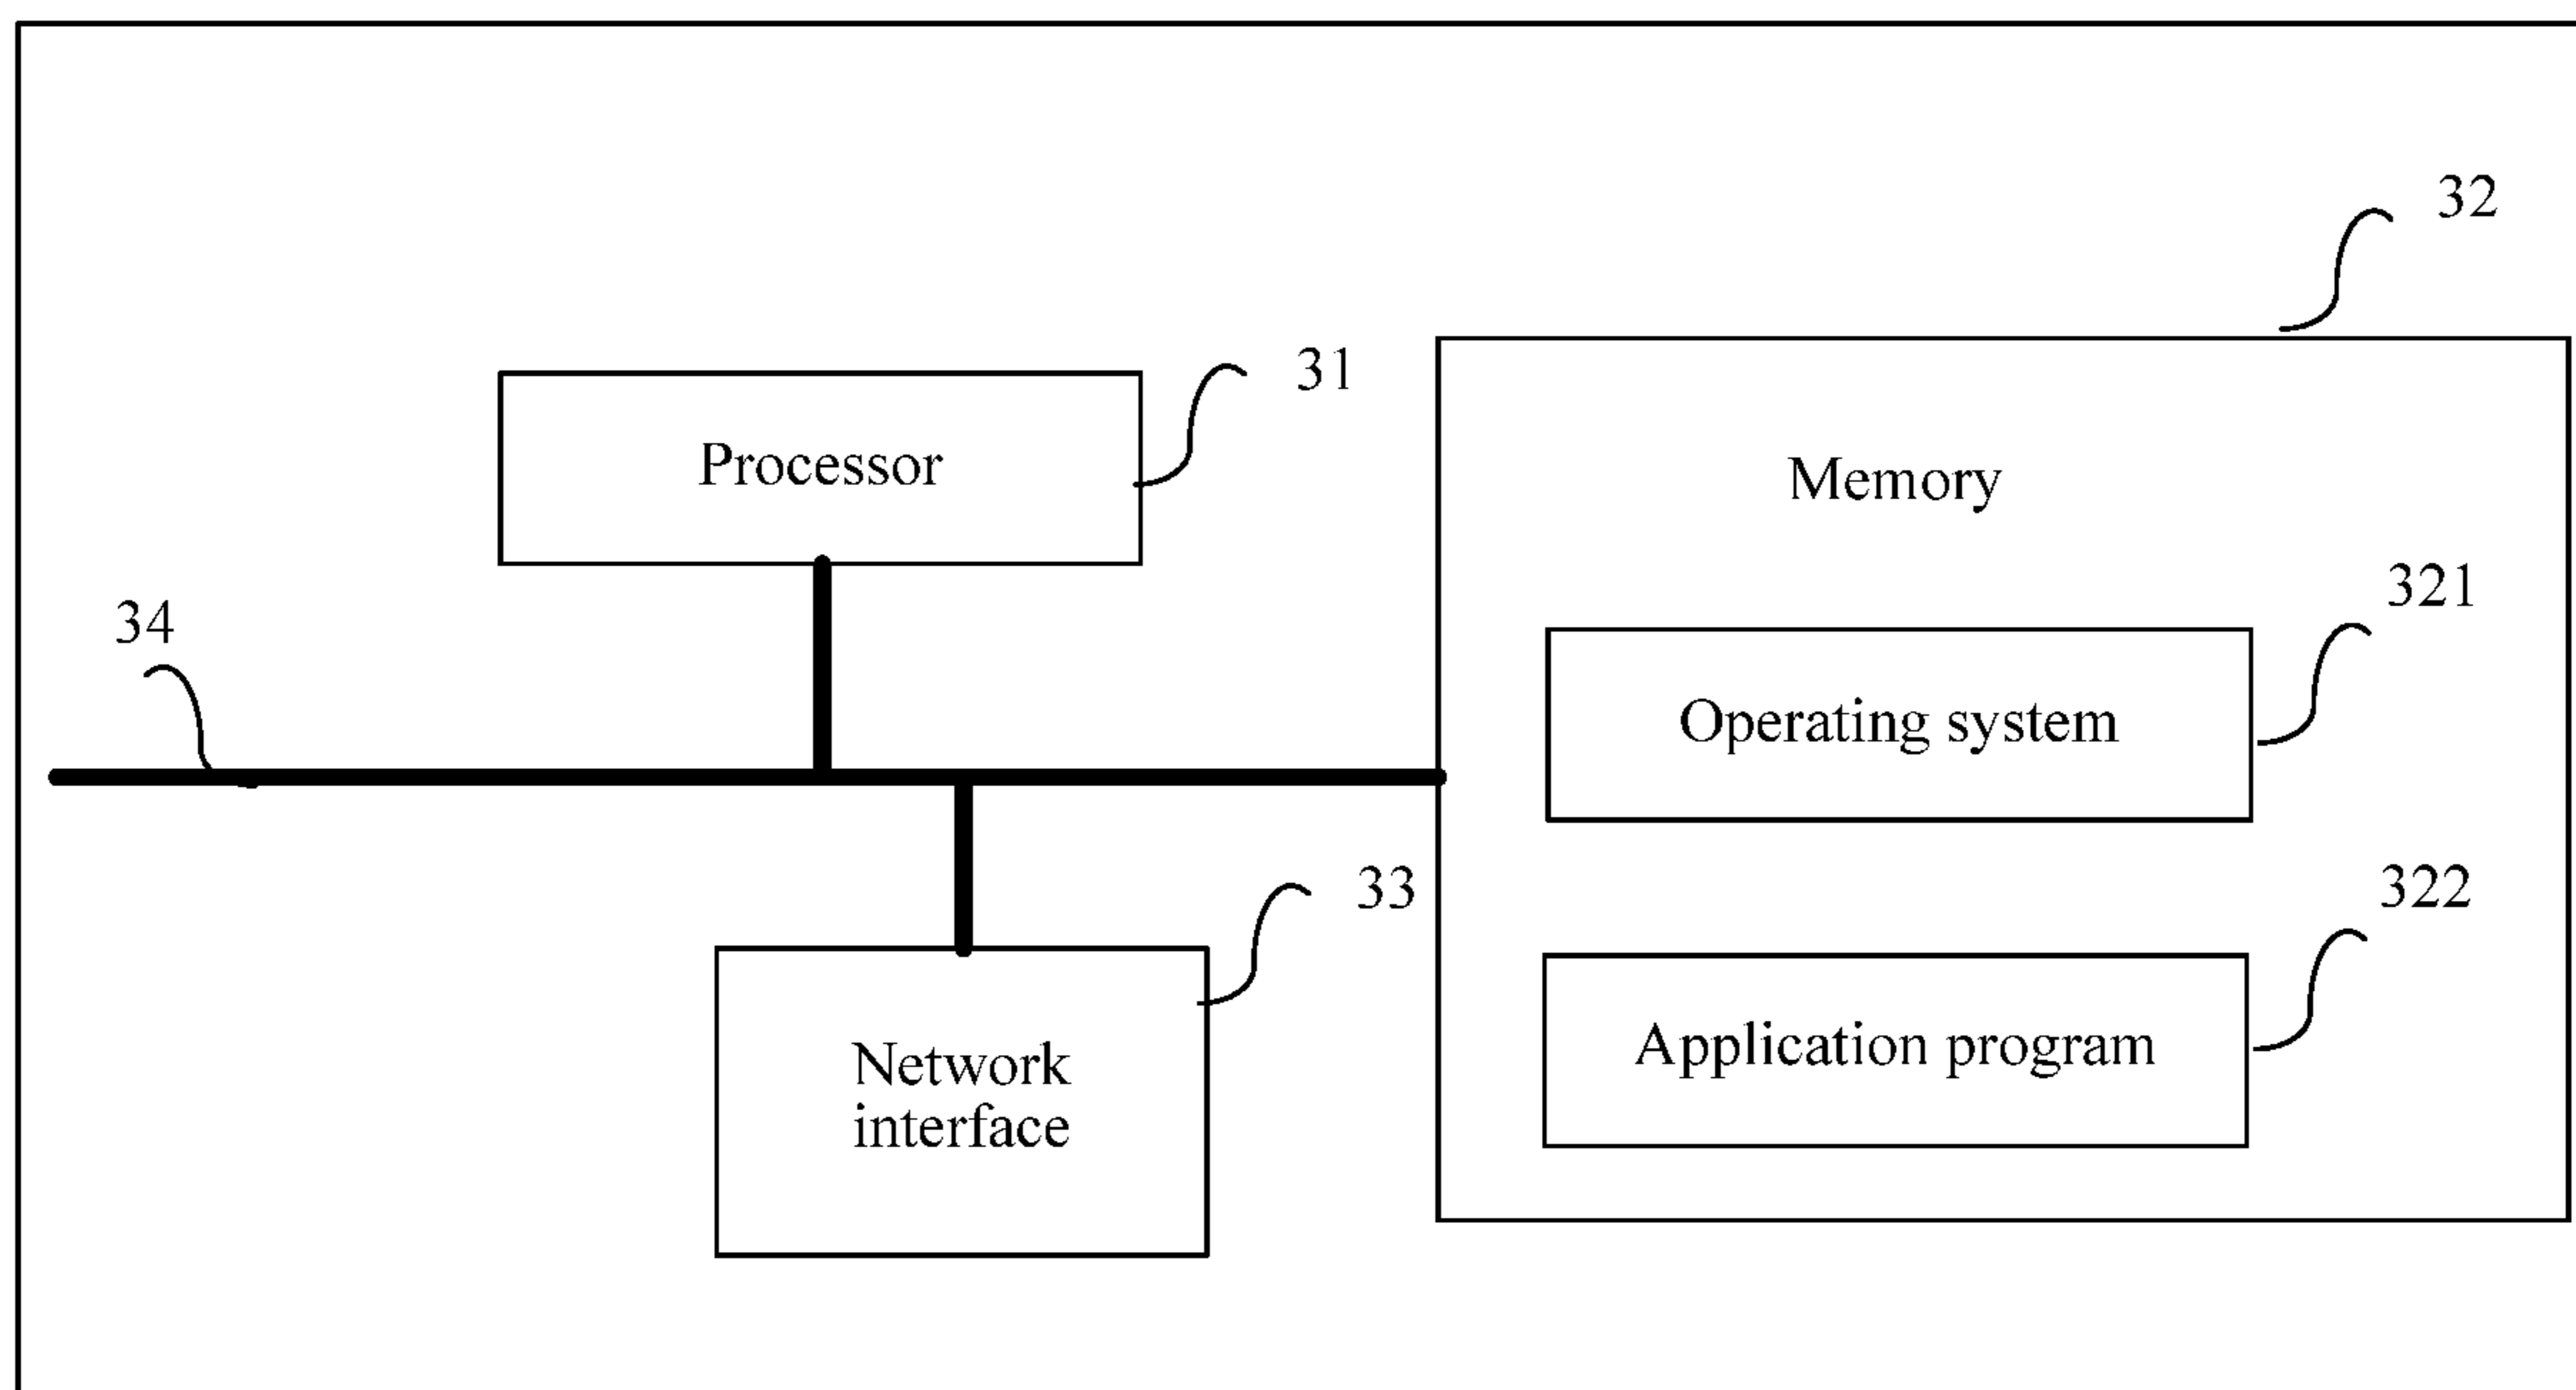 32
31
Processor
Memory
321
34
Operating system
322
33
Application program
Network
interface